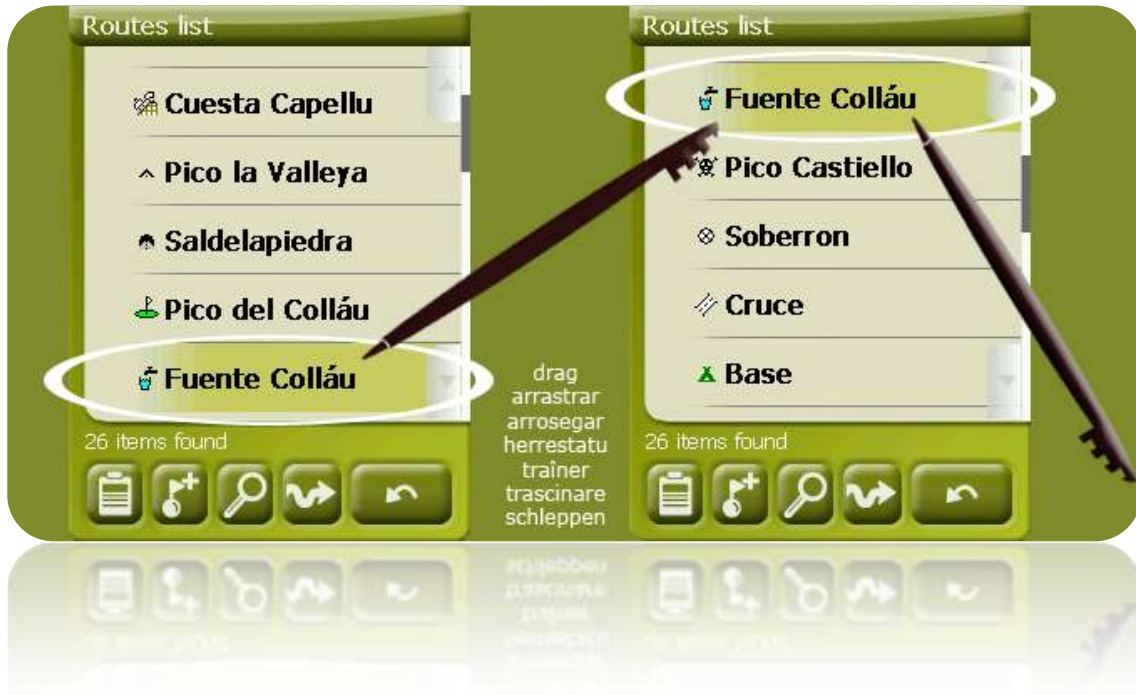 Routes list
Cuesta Capellu
Pico la Valleya
Saldelapiedra
Pico del Colláu
Fuente Colláu
26 items found
drag
arrastrar
arrosegar
herrestatu
traîner
trascinare
schleppen
Routes list
Fuente Colláu
Pico Castiello
Soberron
Cruce
Base
26 items found